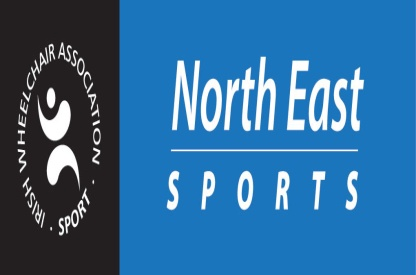 IRISH WHEELCHAIR ASSOCIATION · SPORT ·
North East
SPORTS